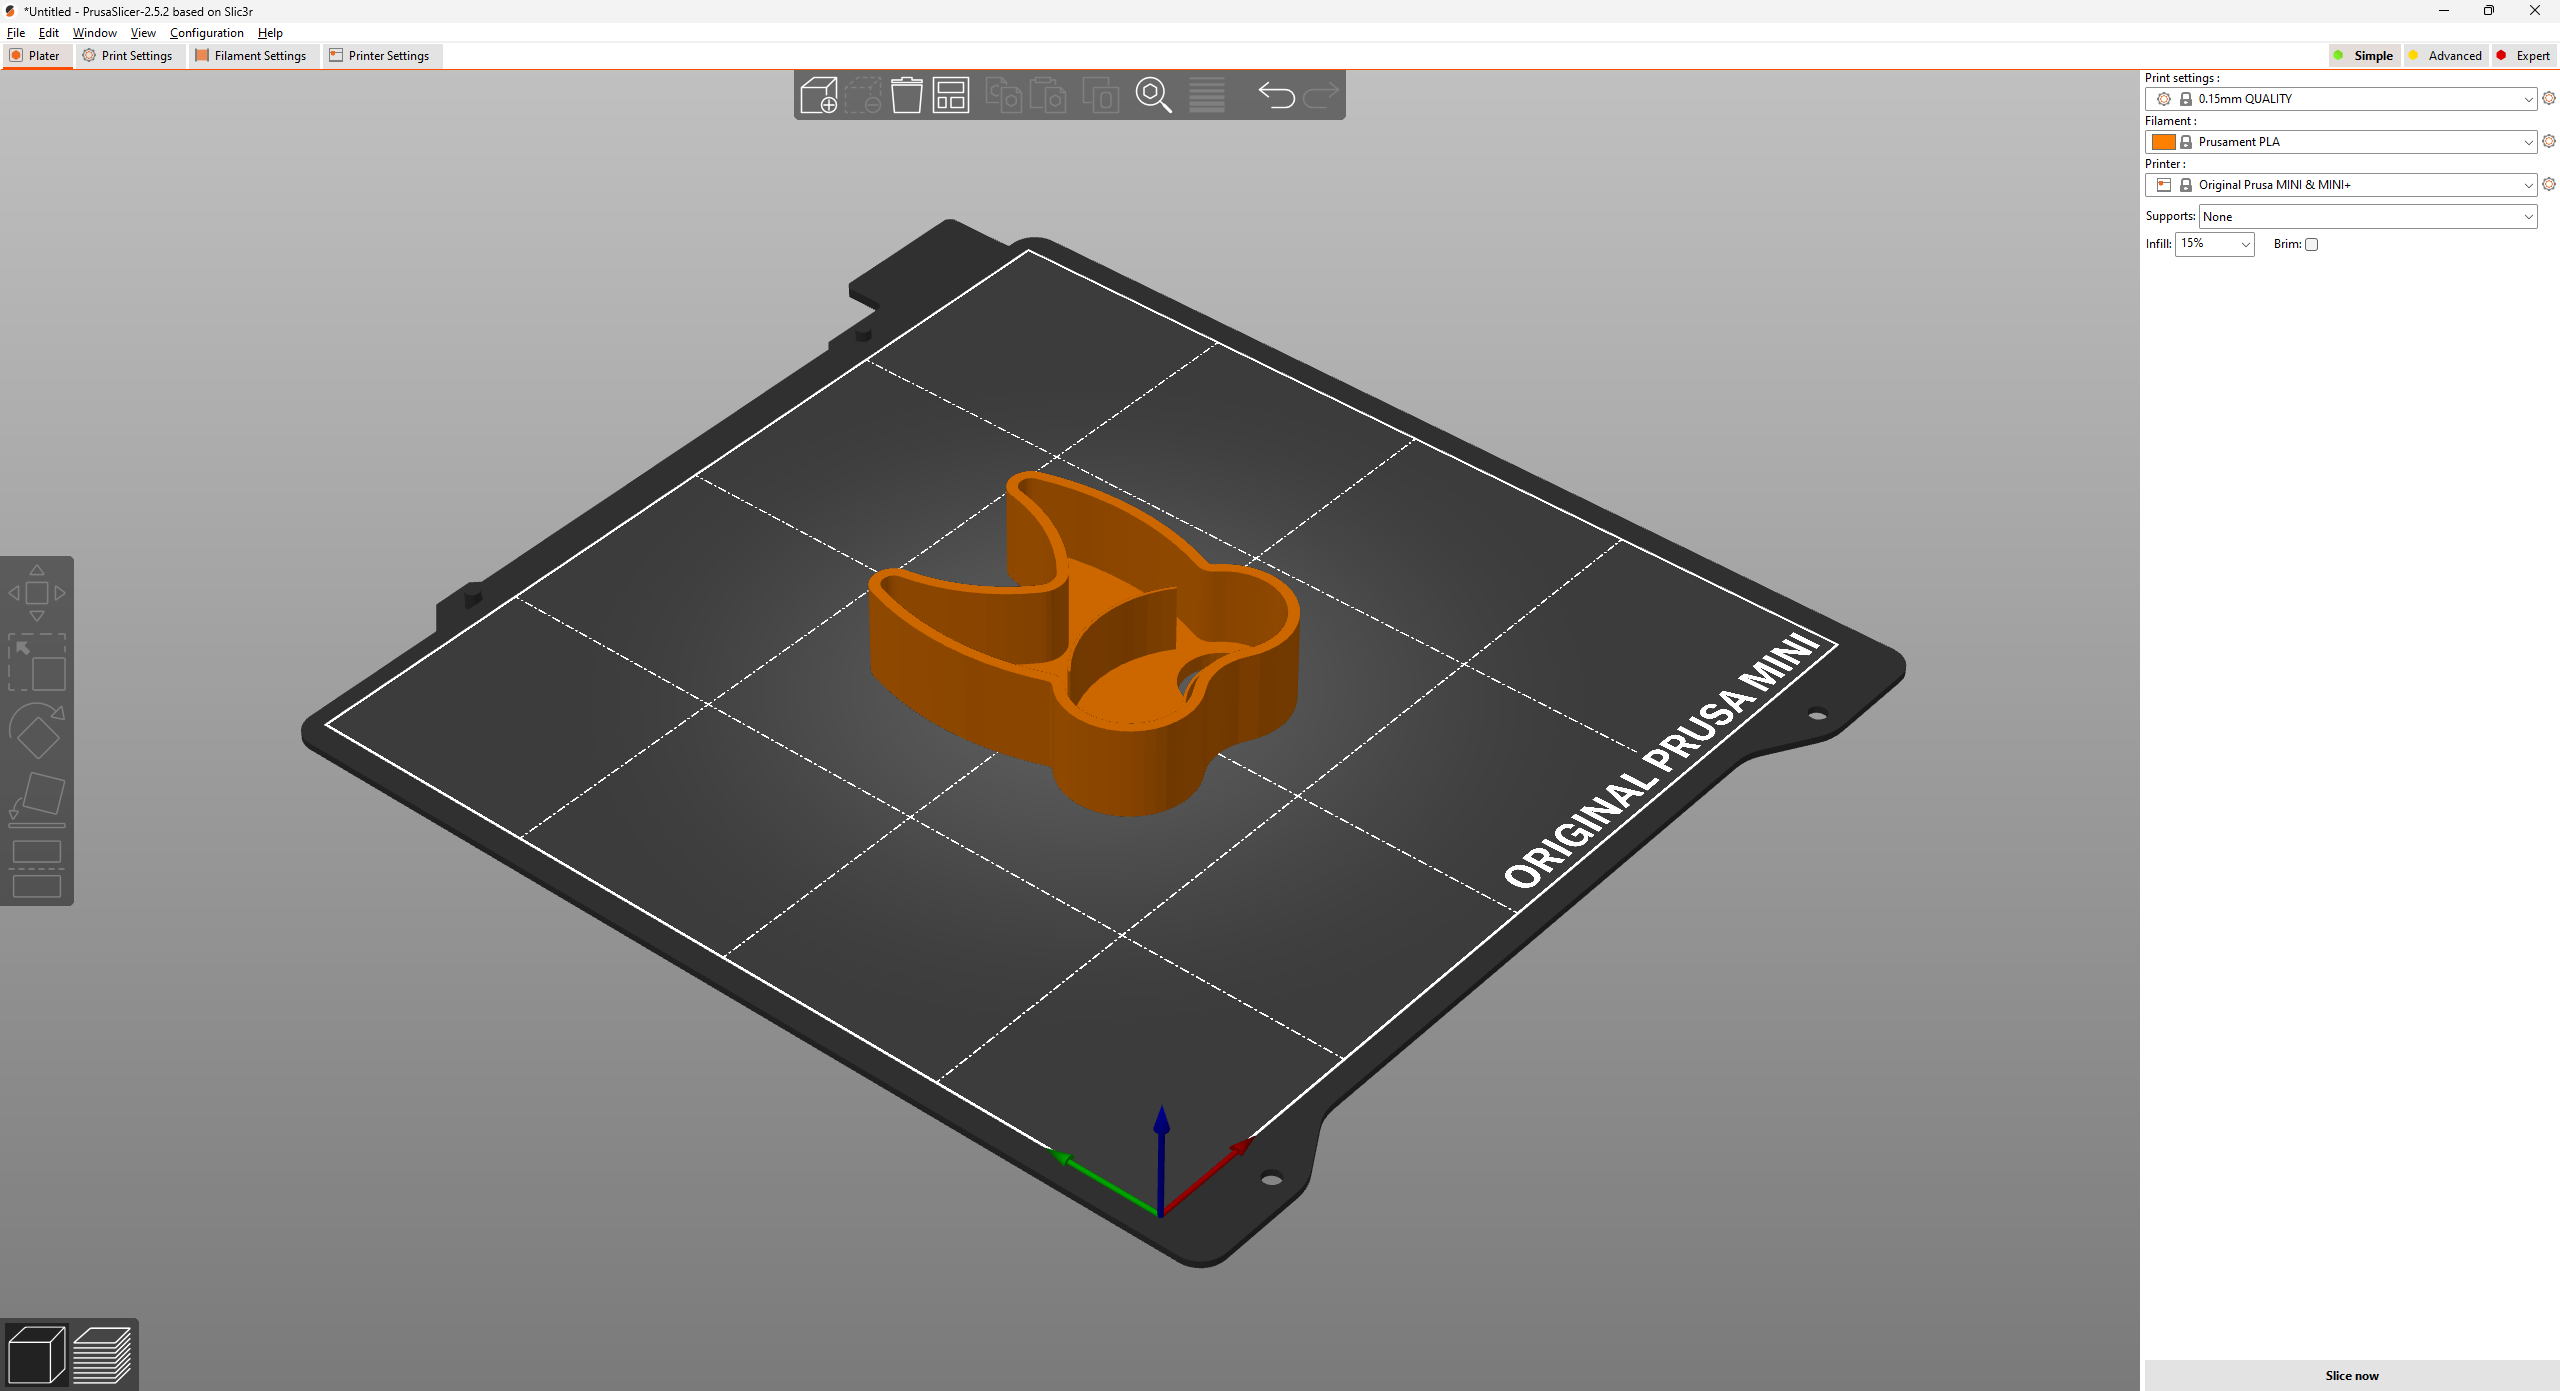 *Untitled - PrusaSlicer-2.5.2 based on Slic3r
File Edit Window View Configuration Help
Plater Print Settings Filament Settings Printer Settings Simple Advanced Expert
Print settings :
0.15mm QUALITY
Filament :
Prusament PLA
Printer :
Original Prusa MINI & MINI+
Supports: None
Infill: 15% Brim:
ORIGINAL PRUSA MINI
Slice now